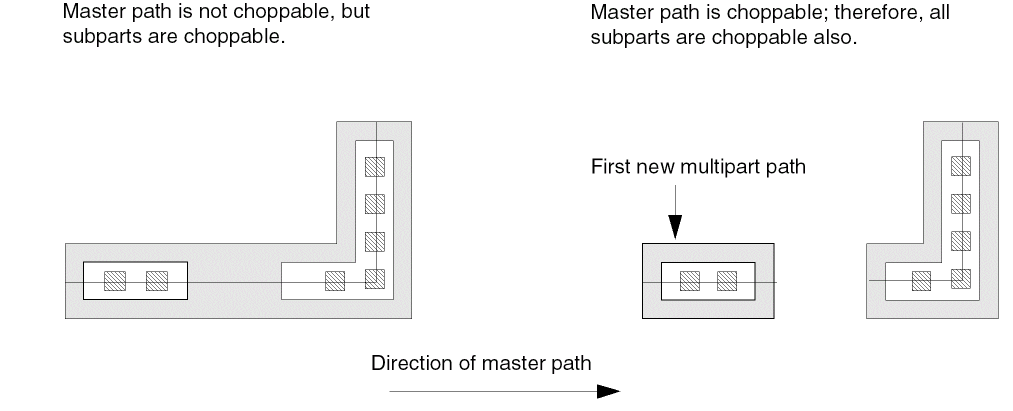 Master path is not choppable, but
subparts are choppable.
Master path is choppable; therefore, all
subparts are choppable also.
First new multipart path
Direction of master path